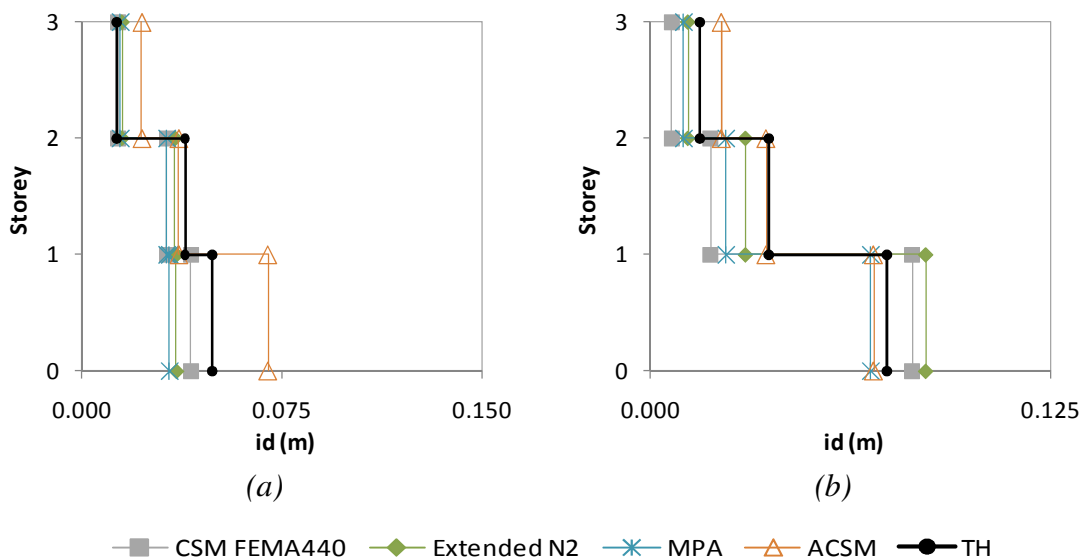 3
2
1
0
Storey
0.000 0.075 0.150
id (m)
(a)
3
2
1
0
Storey
0.000 0.125
id (m)
(b)
CSM FEMA440 Extended N2 MPA ACSM TH